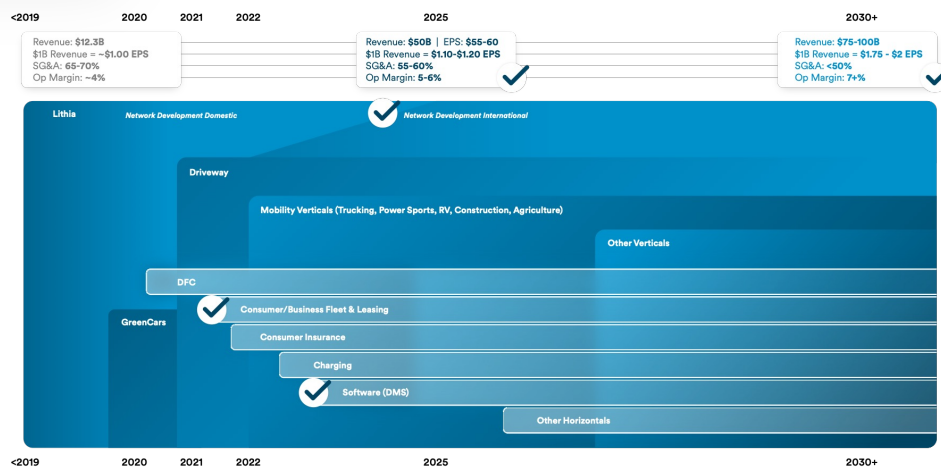 <2019 2020 2021 2022 2025 2030+
Revenue: $12.3B
$1B Revenue = ~$1.00 EPS
SG&A: 65-70%
Op Margin: ~4%
Revenue: $50B | EPS: $55-60
$1B Revenue = $1.10-$1.20 EPS
SG&A: 55-60%
Op Margin: 5-6%
Revenue: $75-100B
$1B Revenue = $1.75 - $2 EPS
SG&A: <50%
Op Margin: 7+%
Lithia
Network Development Domestic
Network Development International
Driveway
Mobility Verticals (Trucking, Power Sports, RV, Construction, Agriculture)
Other Verticals
DFC
Consumer/Business Fleet & Leasing
GreenCars
Consumer Insurance
Charging
Software (DMS)
Other Horizontals
<2019 2020 2021 2022 2025 2030+